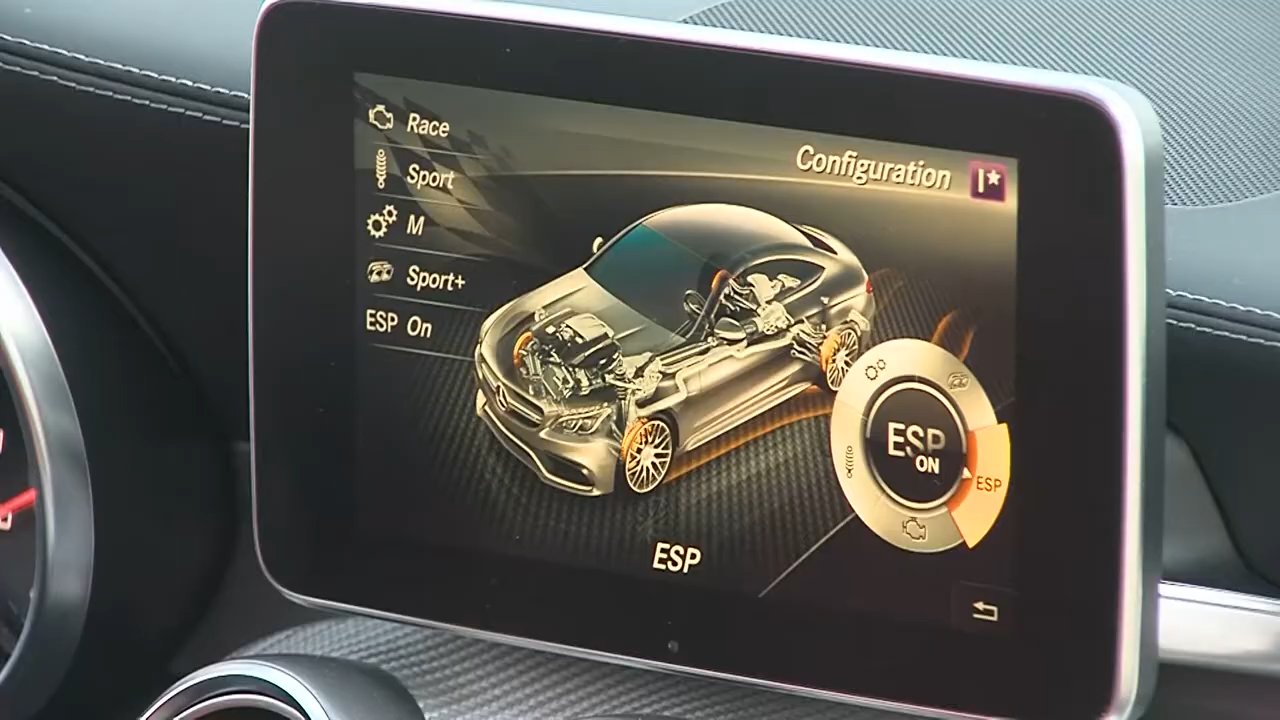 Race
Sport
M
Sport+
ESP On
Configuration
ESP
ON
ESP
ESP